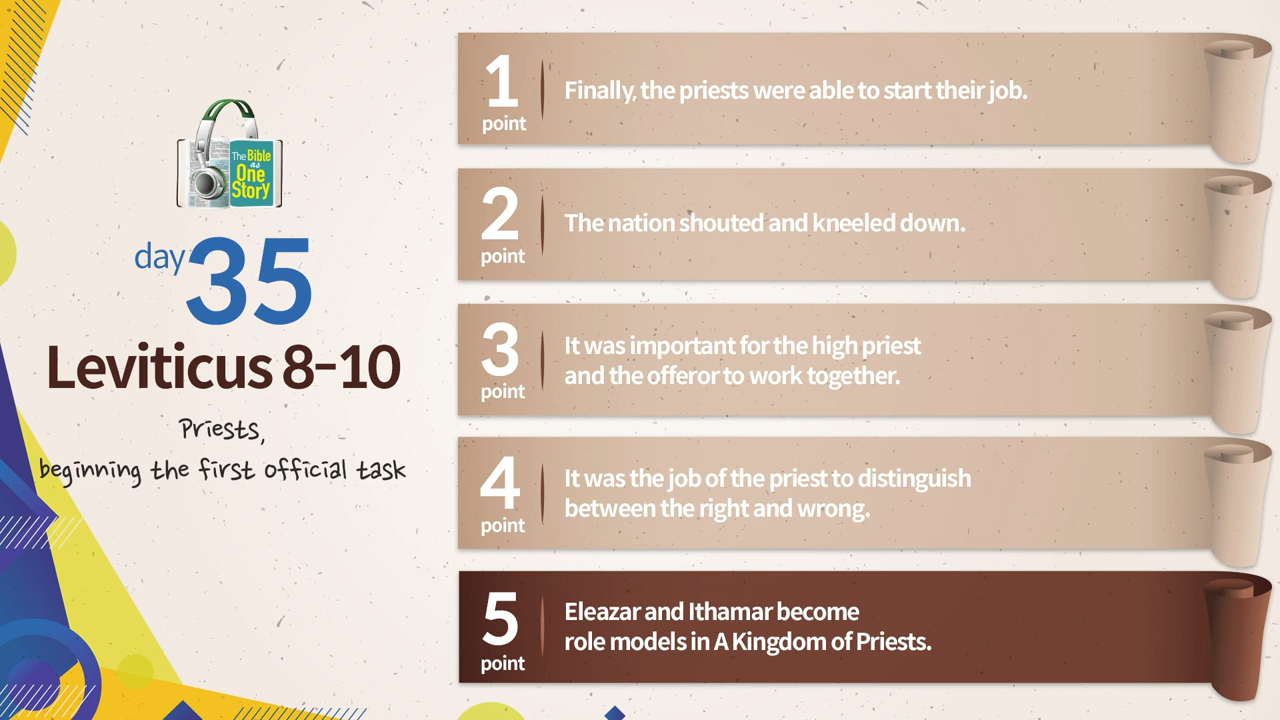 The Bible
as
One
Story
day 35
Leviticus 8-10
Priests,
beginning the first official task
1
point
Finally, the priests were able to start their job.
2
point
The nation shouted and kneeled down.
3
point
It was important for the high priest
and the offeror to work together.
4
point
It was the job of the priest to distinguish
between the right and wrong.
5
point
Eleazar and Ithamar become
role models in A Kingdom of Priests.